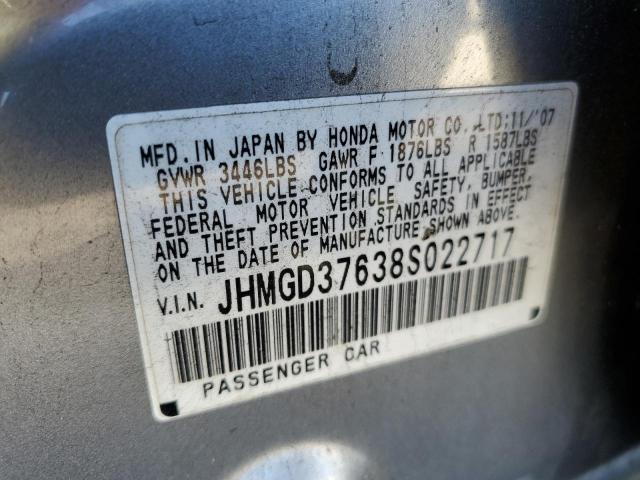 MFD. IN JAPAN BY HONDA MOTOR CO., LTD: 11/'07
GVWR 3446LBS GAWR F 1876LBS R 1587LBS
THIS VEHICLE CONFORMS TO ALL APPLICABLE
FEDERAL MOTOR VEHICLE SAFETY, BUMPER,
AND THEFT PREVENTION STANDARDS IN EFFECT
ON THE DATE OF MANUFACTURE SHOWN ABOVE.
V.I.N. JHMGD37638S022717
PASSENGER CAR